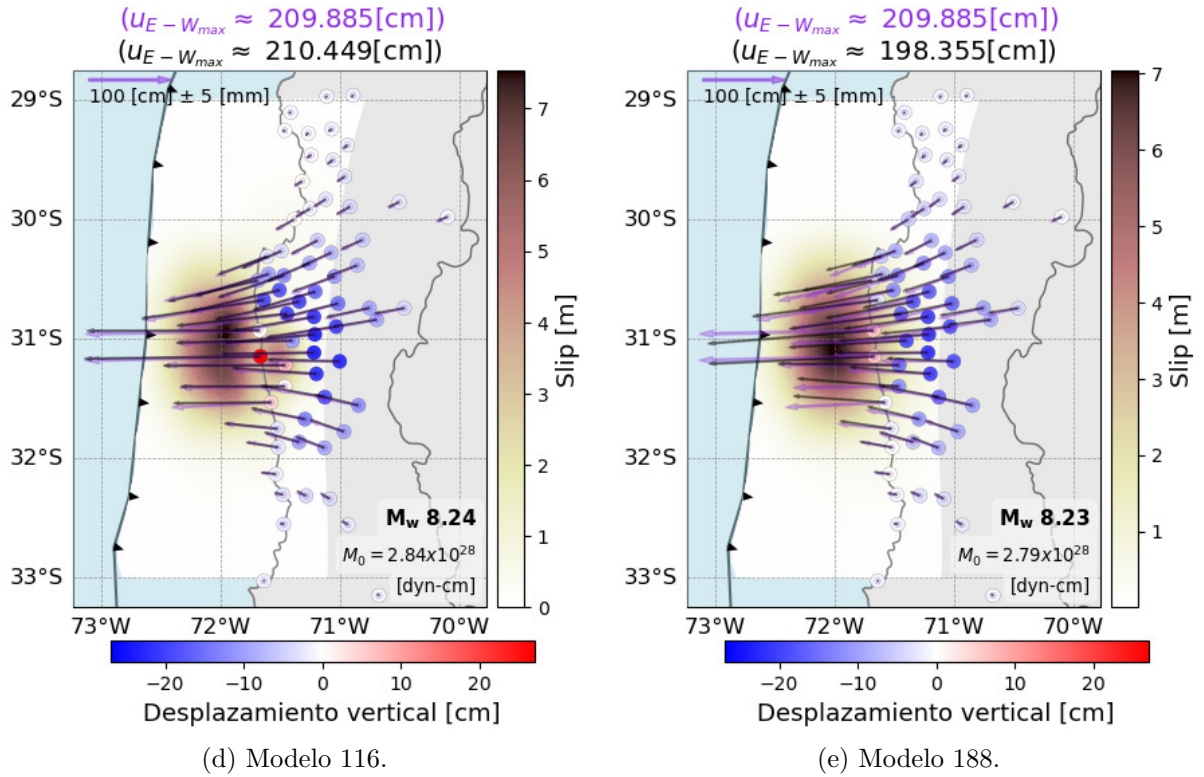 (u_{E−W_{max}} ≈ 209.885[cm])
(u_{E−W_{max}} ≈ 210.449[cm])
100 [cm] ± 5 [mm]
29°S
30°S
31°S
32°S
33°S
M_w 8.24
M_0 = 2.84x10^{28}
[dyn-cm]
73°W 72°W 71°W 70°W
7
6
5
4
3
2
1
0
Slip [m]
−20 −10 0 10 20
Desplazamiento vertical [cm]
(d) Modelo 116.
(u_{E−W_{max}} ≈ 209.885[cm])
(u_{E−W_{max}} ≈ 198.355[cm])
100 [cm] ± 5 [mm]
29°S
30°S
31°S
32°S
33°S
M_w 8.23
M_0 = 2.79x10^{28}
[dyn-cm]
73°W 72°W 71°W 70°W
7
6
5
4
3
2
1
Slip [m]
−20 −10 0 10 20
Desplazamiento vertical [cm]
(e) Modelo 188.